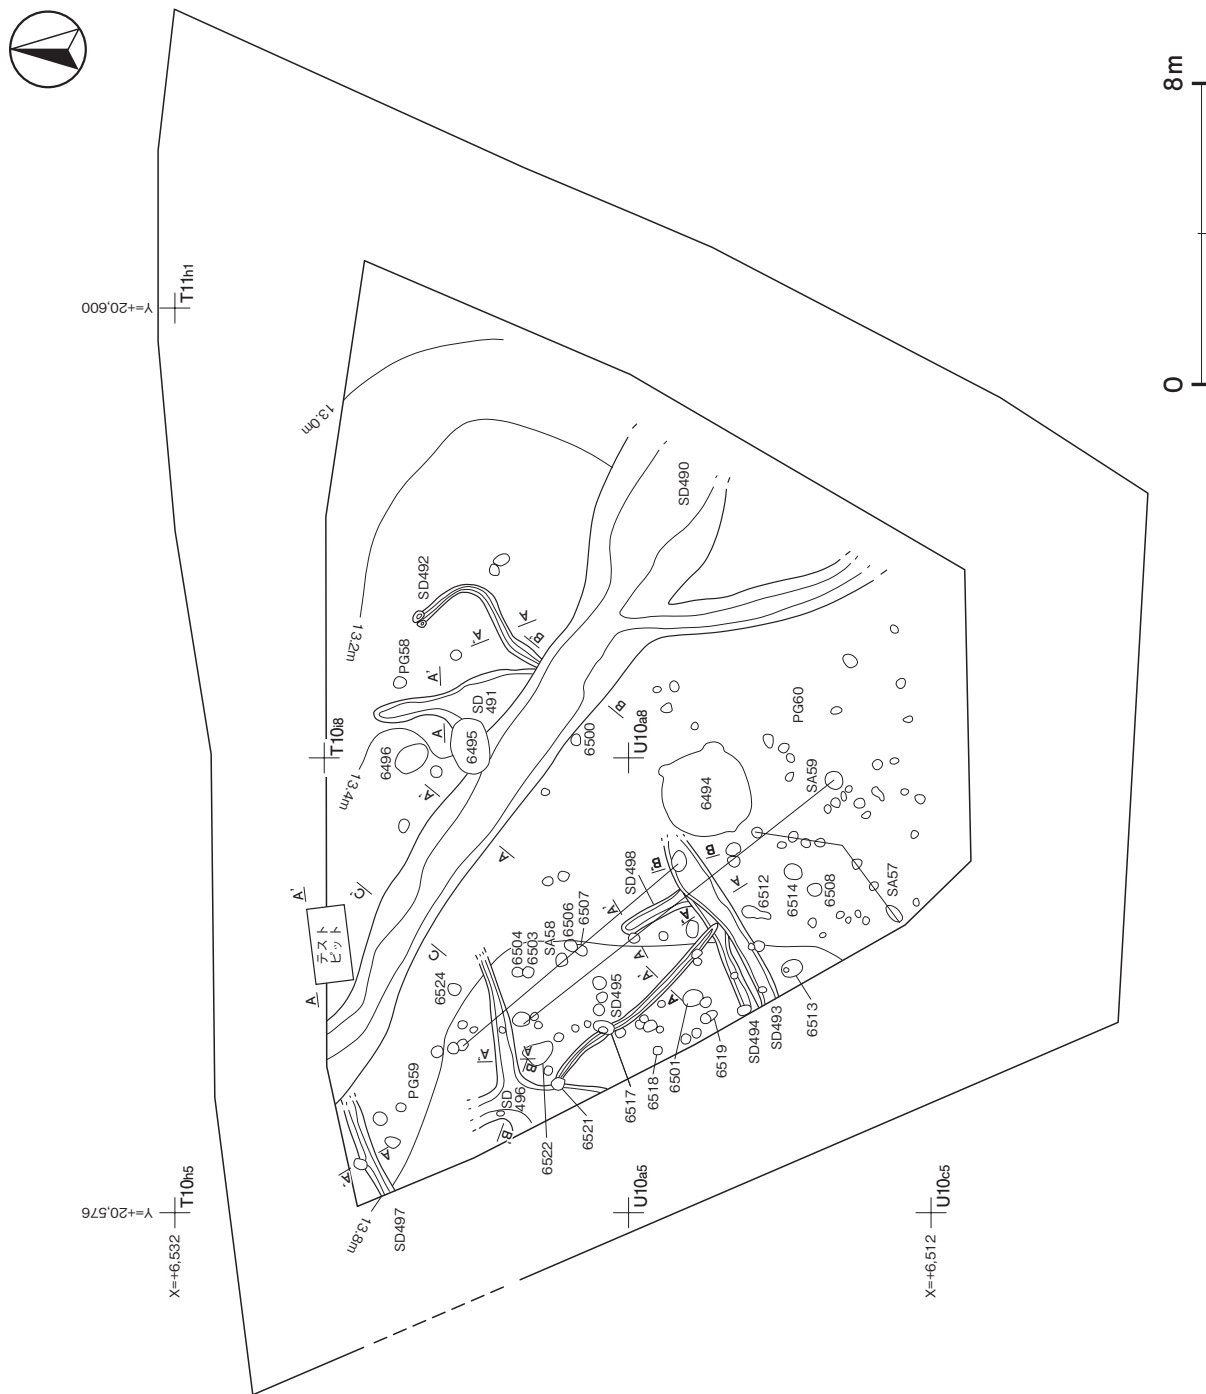 8m
0
Y=+20,600
T11h1
13.0m
SD490
SD492
13.2m
PG58
A
A'
B'
A'
SD
491
A
6495
6496
T10i8
13.4m
A'
6500
B
U10a8
PG60
SA59
6494
A
A'
C'
テスト
ピット
A
C
B
B'
SD498
A
A'
A'
6512
6514
6508
SA57
6504
6503
SA58
6506
6507
6524
A
A'
SD495
A
6513
SD493
SD494
6519
6501
6518
6517
6521
6522
A'
A
B
SD
496
B'
PG59
A
A'
SD497
13.8m
Y=+20,576
T10h5
X=+6,532
U10a5
U10c5
X=+6,512